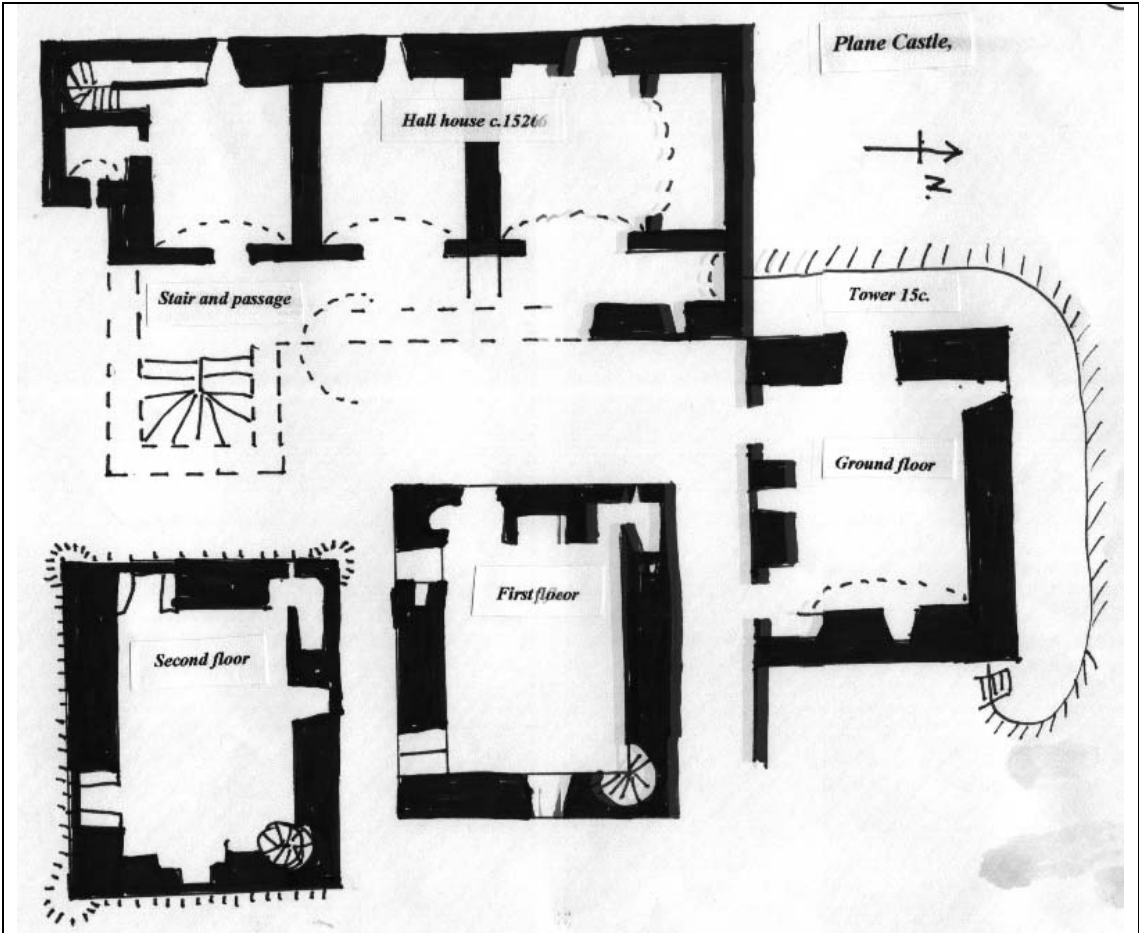 Plane Castle,
Hall house c.1526
N.
Stair and passage
Tower 15c.
Ground floor
First floor
Second floor